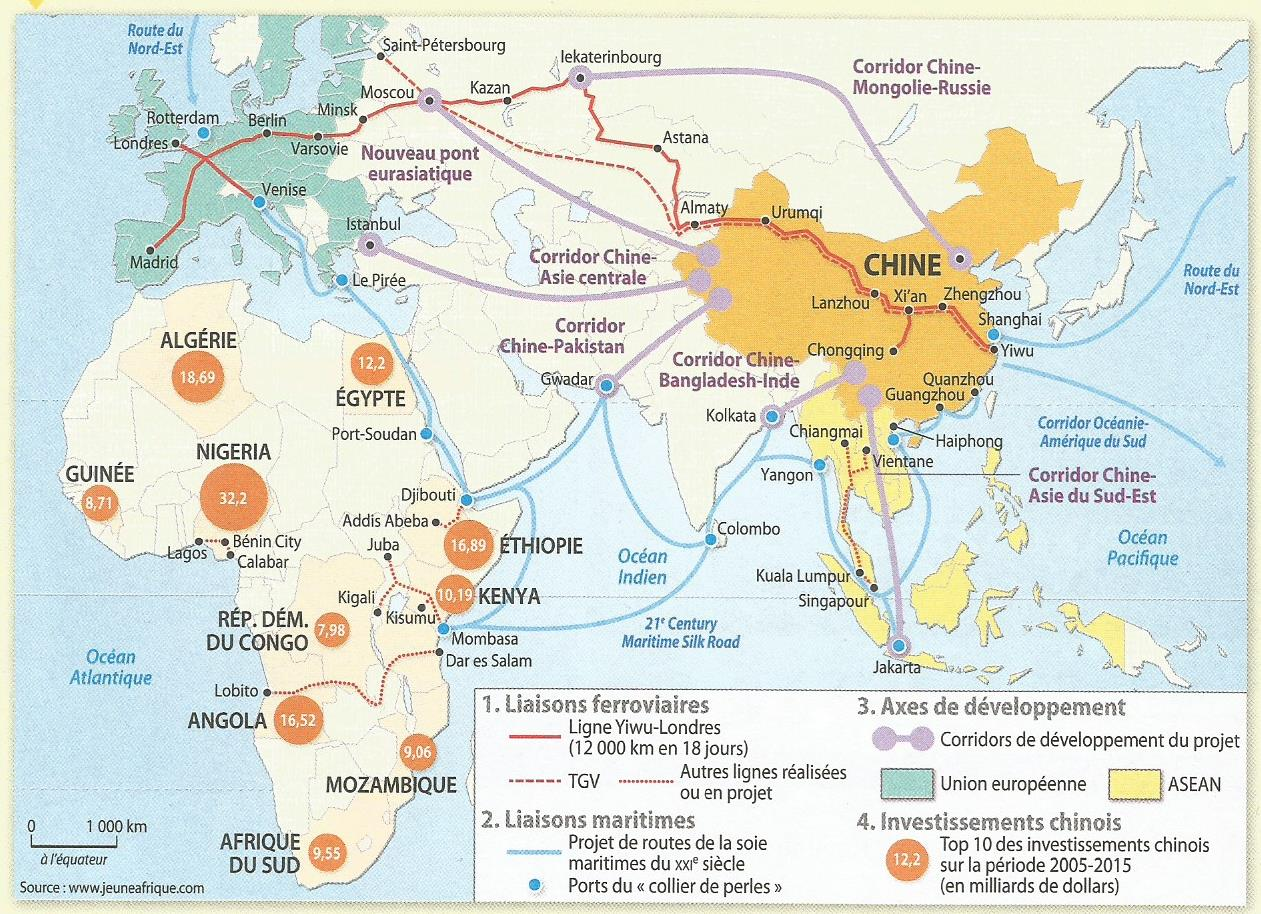 Route du
Nord-Est
Saint-Pétersbourg
Iekaterinbourg
Corridor Chine-
Mongolie-Russie
Moscou
Kazan
Minsk
Rotterdam
Berlin
Londres
Varsovie
Astana
Nouveau pont
eurasiatique
Venise
Almaty
Urumqi
Istanbul
Madrid
Corridor Chine-
Asie centrale
CHINE
Route du
Nord-Est
Le Pirée
Lanzhou
Xi’an
Zhengzhou
Shanghai
Corridor
Chine-Pakistan
ALGÉRIE
18,69
12,2
ÉGYPTE
Corridor Chine-
Bangladesh-Inde
Chongqing
Yiwu
Gwadar
Quanzhou
Guangzhou
Kolkata
Chiangmai
Haiphong
Corridor Océanie-
Amérique du Sud
Port-Soudan
NIGERIA
32,2
GUINÉE
8,71
Yangon
Vientane
Corridor Chine-
Asie du Sud-Est
Djibouti
Addis Abeba
16,89
ÉTHIOPIE
Colombo
Lagos
Bénin City
Calabar
Juba
Océan
Indien
Océan
Pacifique
Kuala Lumpur
Singapour
10,19
KENYA
Kigali
Kisumu
RÉP. DÉM.
DU CONGO
7,98
Mombasa
21e Century
Maritime Silk Road
Dar es Salam
Jakarta
Océan
Atlantique
Lobito
ANGOLA
16,52
9,06
MOZAMBIQUE
AFRIQUE
DU SUD
9,55
0 1 000 km
à l’équateur
Source : www.jeuneafrique.com
1. Liaisons ferroviaires
Ligne Yiwu-Londres
(12 000 km en 18 jours)
TGV
Autres lignes réalisées
ou en projet
2. Liaisons maritimes
Projet de routes de la soie
maritimes du XXIe siècle
Ports du « collier de perles »
3. Axes de développement
Corridors de développement du projet
Union européenne
ASEAN
4. Investissements chinois
12,2
Top 10 des investissements chinois
sur la période 2005-2015
(en milliards de dollars)